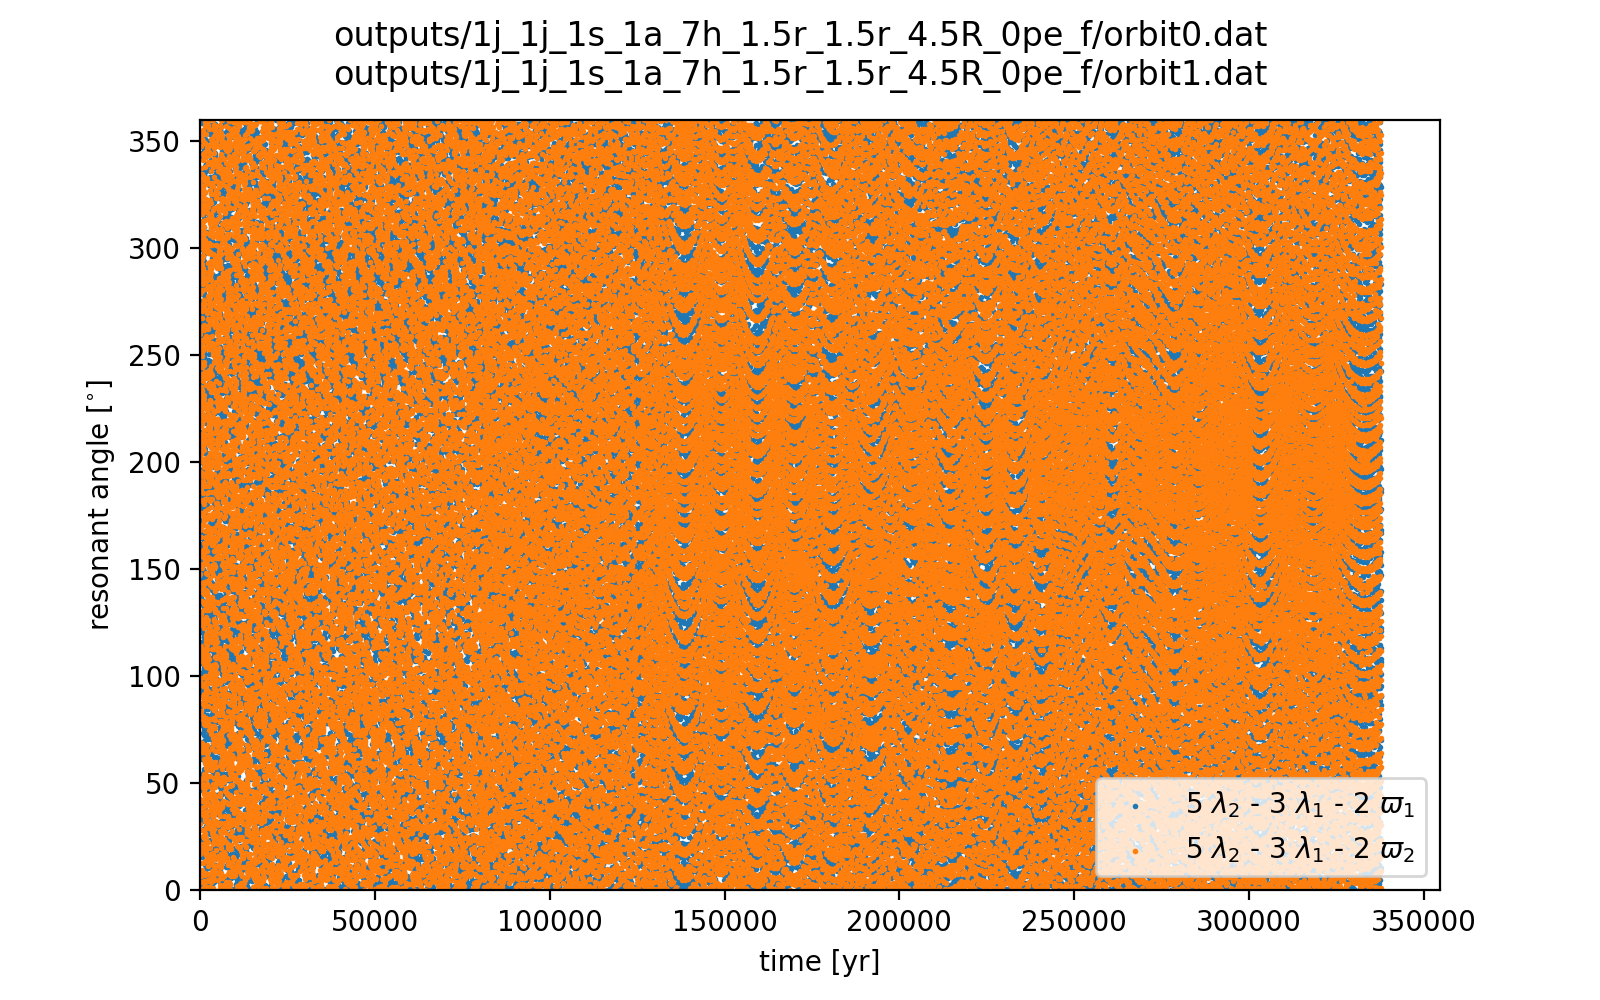 outputs/1j_1j_1s_1a_7h_1.5r_1.5r_4.5R_0pe_f/orbit0.dat
outputs/1j_1j_1s_1a_7h_1.5r_1.5r_4.5R_0pe_f/orbit1.dat
350
300
250
200
150
100
50
0
resonant angle [°]
5 λ₂ - 3 λ₁ - 2 ϖ₁
5 λ₂ - 3 λ₁ - 2 ϖ₂
0 50000 100000 150000 200000 250000 300000 350000
time [yr]